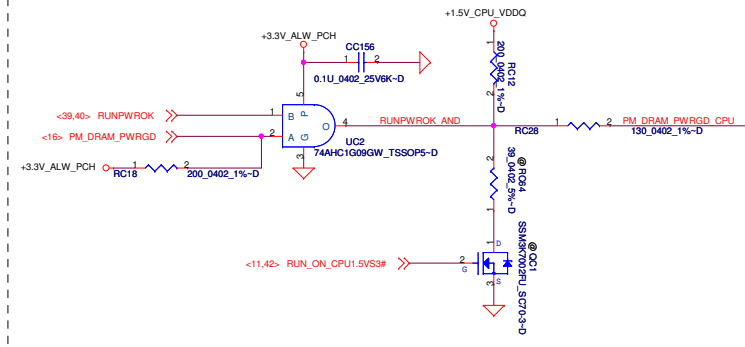 +1.5V_CPU_VDDQ
+3.3V_ALW_PCH
CC156
1 2
0.1U_0402_25V6K~D
1
200_0402_1%~D
RC12
2
5
<39,40> RUNPWROK
1
B P
O
4
RUNPWROK_AND
<16> PM_DRAM_PWRGD
2
A G
UC2
74AHC1G09GW_TSSOP5~D
3
RC28
PM_DRAM_PWRGD_CPU
130_0402_1%~D
+3.3V_ALW_PCH
1 2
RC18
200_0402_1%~D
2
39_0402_5%~D
@ RC64
1
1
D
<11,42> RUN_ON_CPU1.5VS3#
2
G
S
3
@ QC1
SSM3K7002FU_SC70-3~D